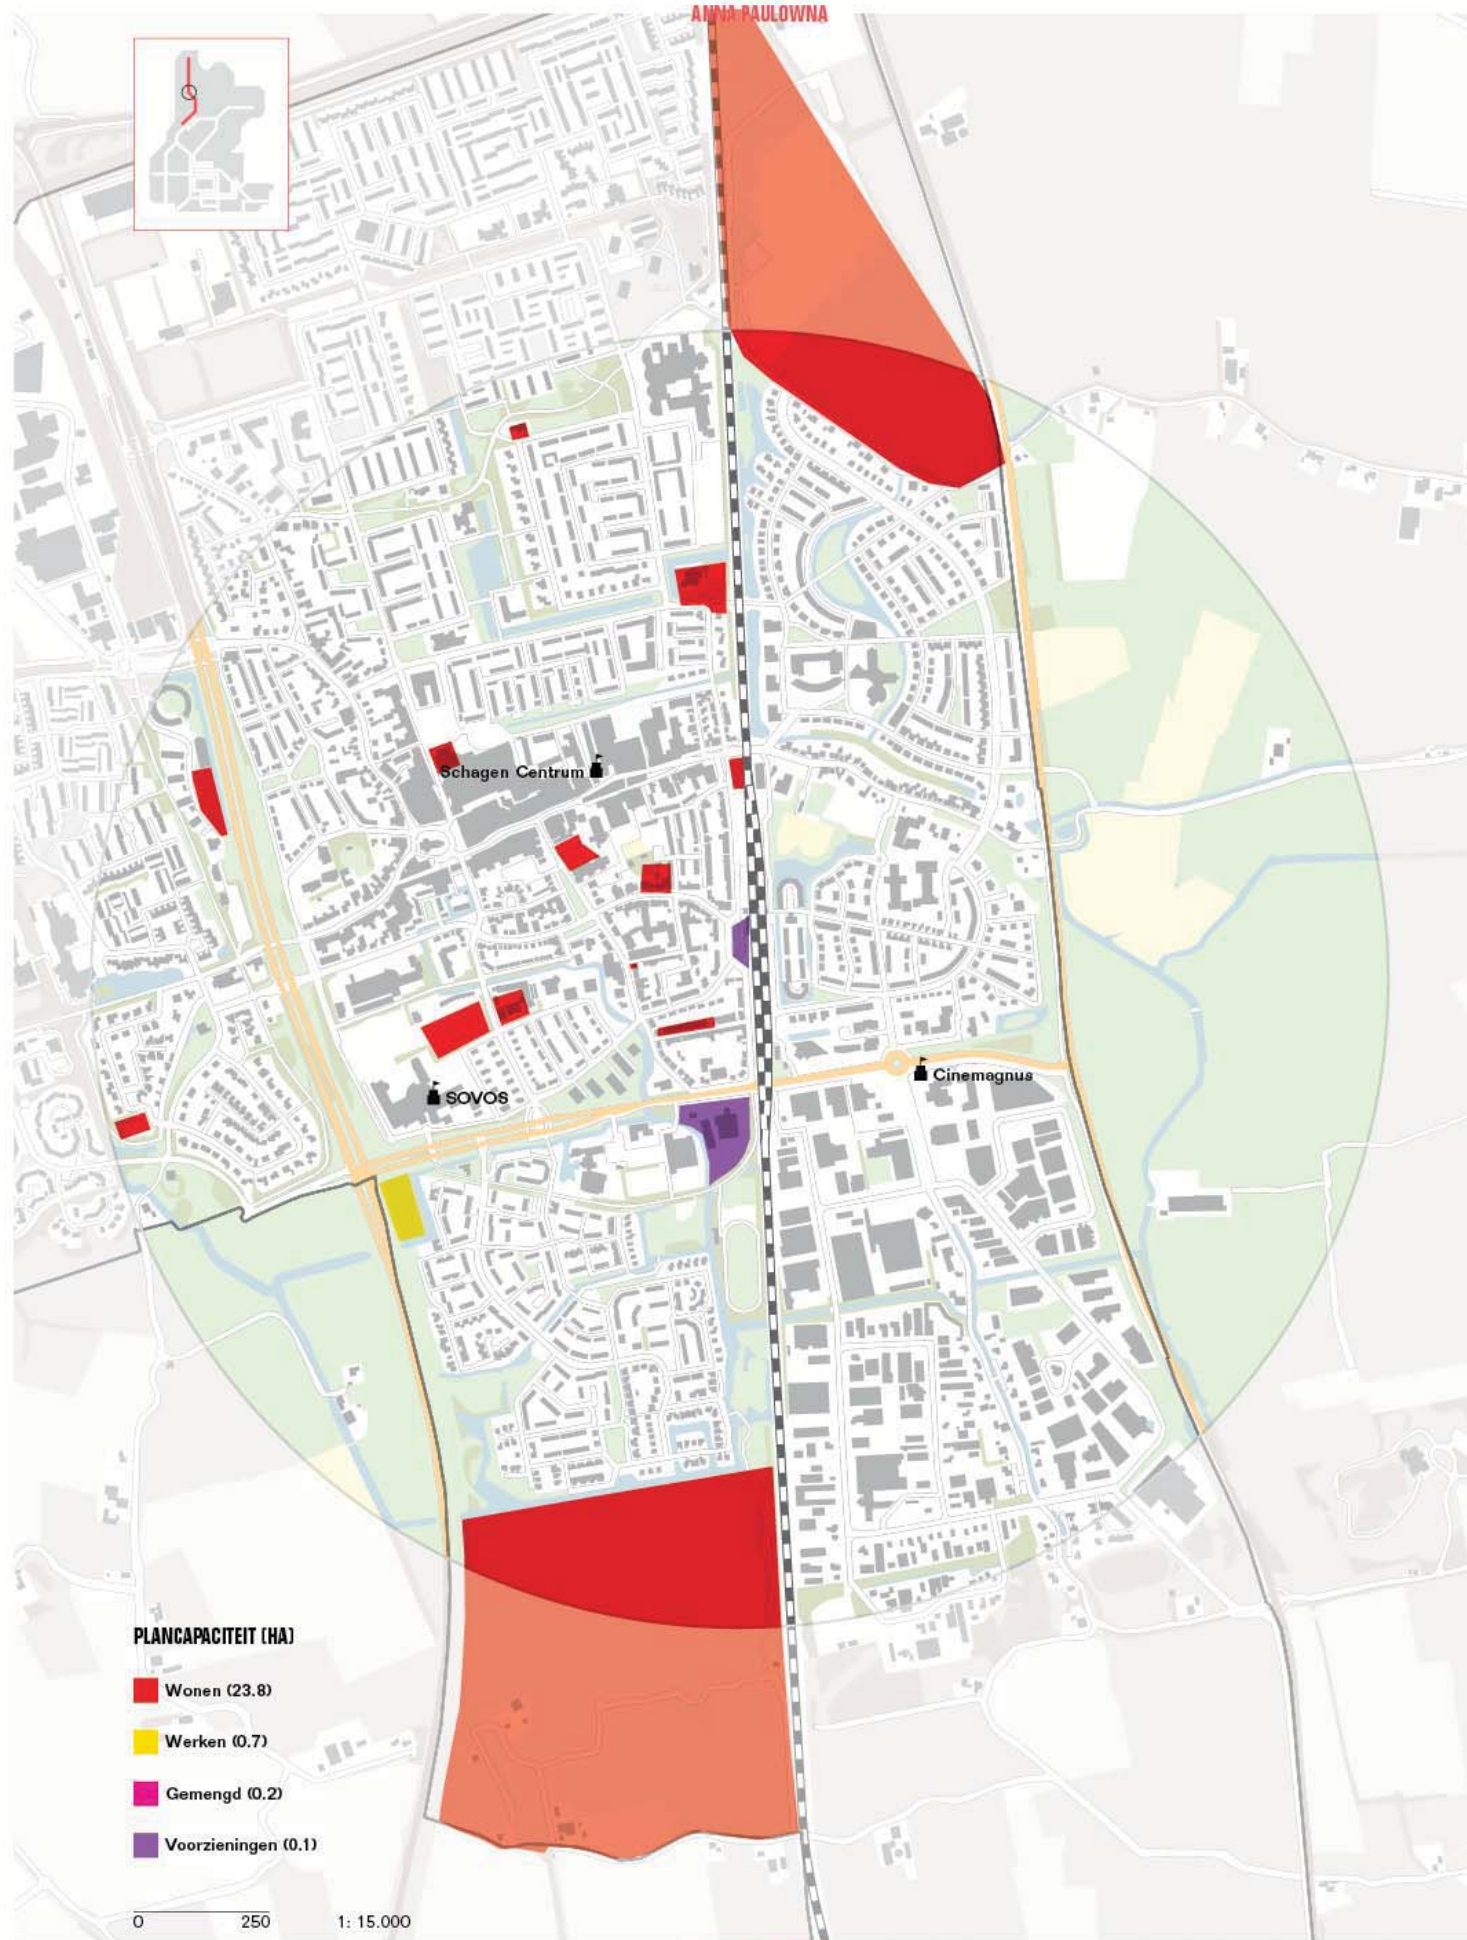 ANNA PAULOWNA
Schagen Centrum
Cinemagnus
SOVOS
PLANCAPACITEIT (HA)
Wonen (23.8)
Werken (0.7)
Gemengd (0.2)
Voorzieningen (0.1)
0 250 1: 15.000